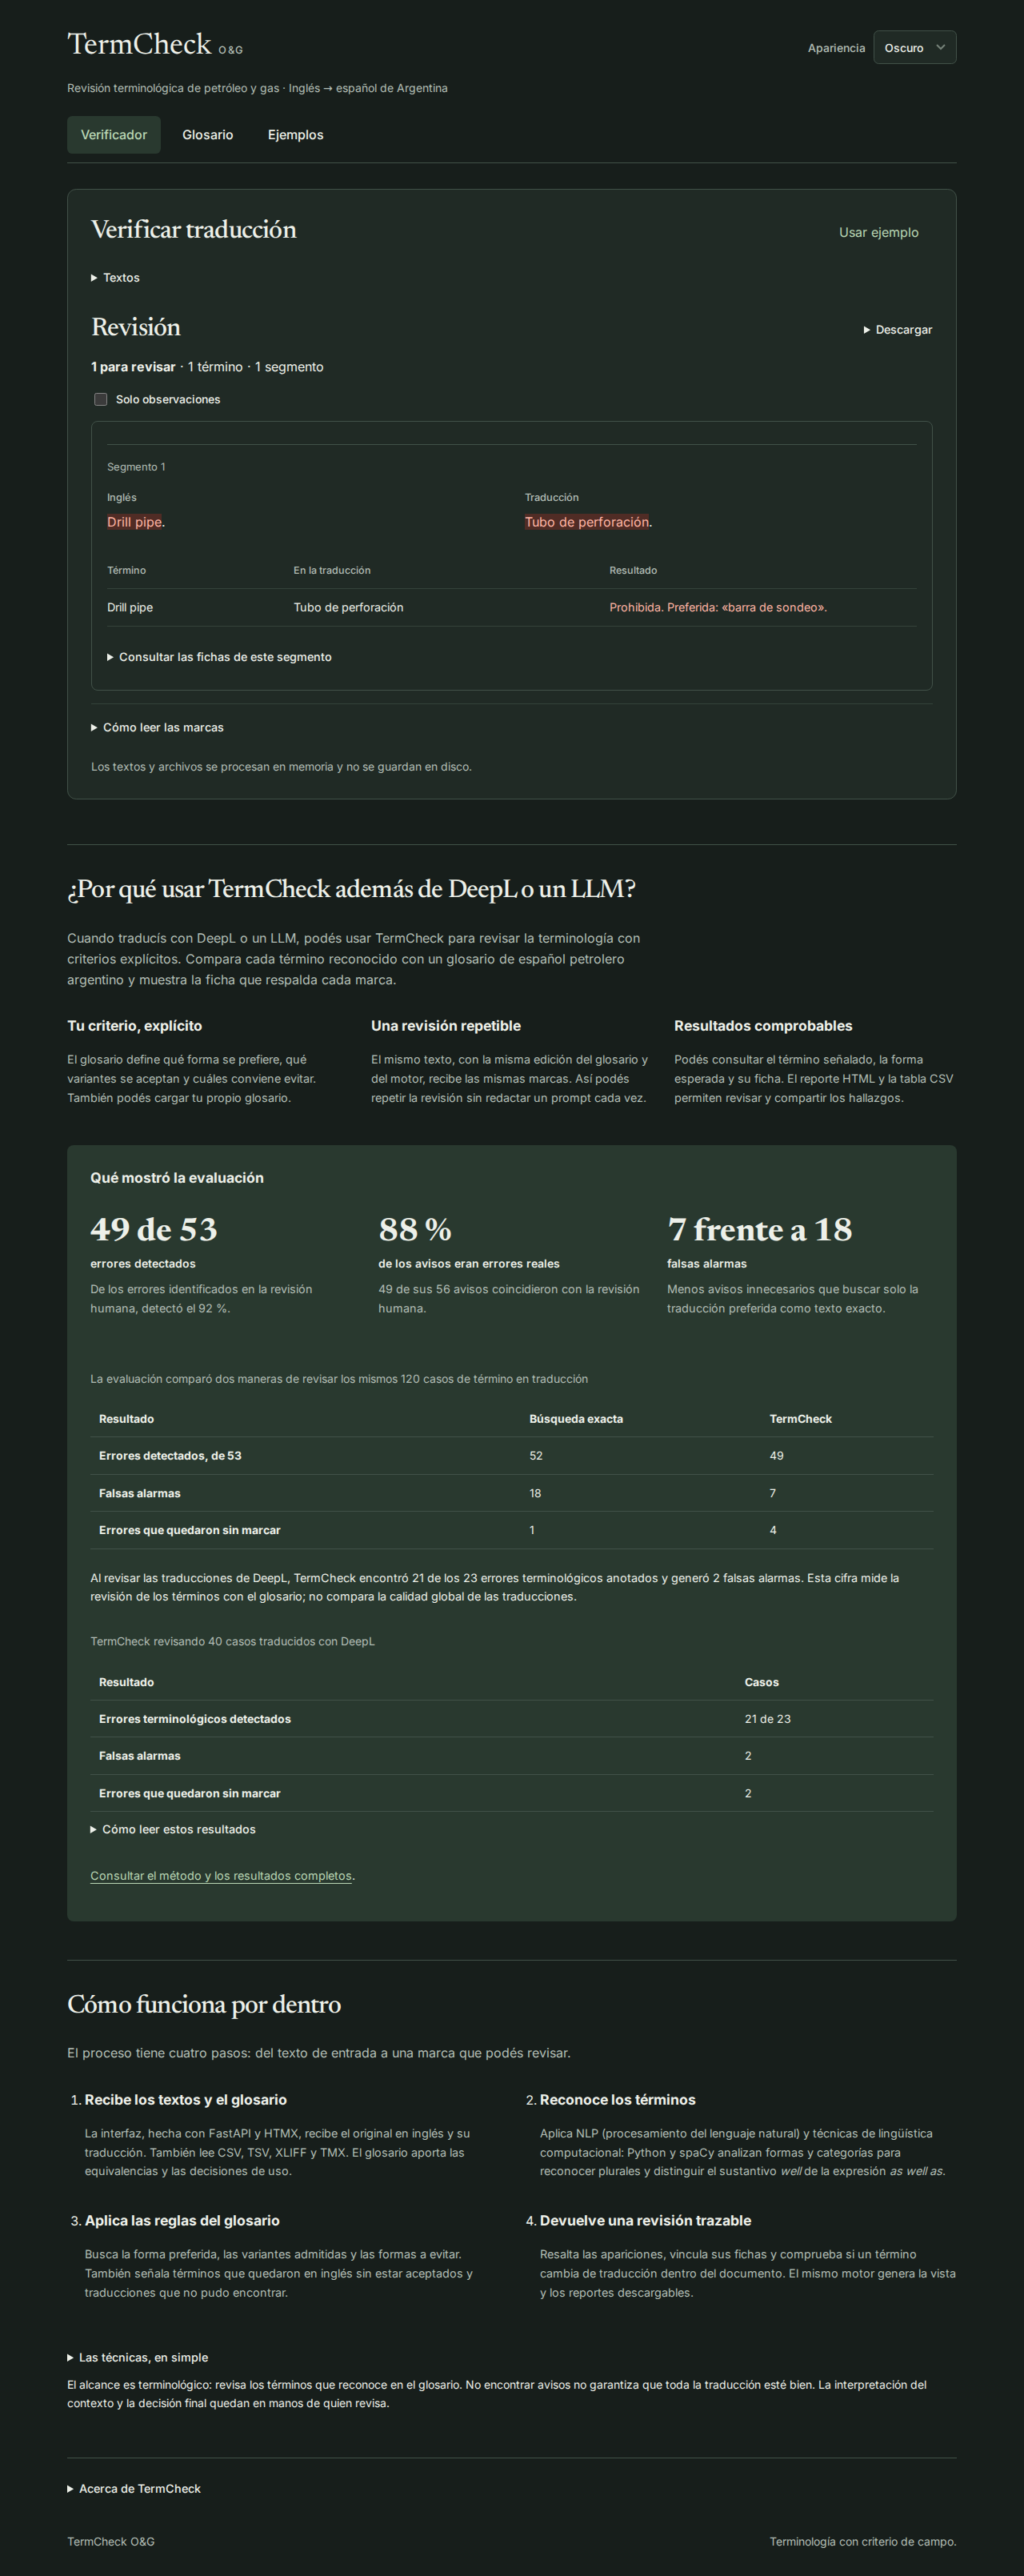 TermCheck O&G
Apariencia
Oscuro
Revisión terminológica de petróleo y gas · Inglés → español de Argentina
Verificador
Glosario
Ejemplos
Verificar traducción
Usar ejemplo
Textos
Revisión
Descargar
1 para revisar · 1 término · 1 segmento
Solo observaciones
Segmento 1
Inglés
Traducción
Drill pipe.
Tubo de perforación.
Término
En la traducción
Resultado
Drill pipe
Tubo de perforación
Prohibida. Preferida: «barra de sondeo».
Consultar las fichas de este segmento
Cómo leer las marcas
Los textos y archivos se procesan en memoria y no se guardan en disco.
¿Por qué usar TermCheck además de DeepL o un LLM?
Cuando traducís con DeepL o un LLM, podés usar TermCheck para revisar la terminología con
criterios explícitos. Compara cada término reconocido con un glosario de español petrolero
argentino y muestra la ficha que respalda cada marca.
Tu criterio, explícito
El glosario define qué forma se prefiere, qué
variantes se aceptan y cuáles conviene evitar.
También podés cargar tu propio glosario.
Una revisión repetible
El mismo texto, con la misma edición del glosario y
del motor, recibe las mismas marcas. Así podés
repetir la revisión sin redactar un prompt cada vez.
Resultados comprobables
Podés consultar el término señalado, la forma
esperada y su ficha. El reporte HTML y la tabla CSV
permiten revisar y compartir los hallazgos.
Qué mostró la evaluación
49 de 53
errores detectados
De los errores identificados en la revisión
humana, detectó el 92 %.
88 %
de los avisos eran errores reales
49 de sus 56 avisos coincidieron con la revisión
humana.
7 frente a 18
falsas alarmas
Menos avisos innecesarios que buscar solo la
traducción preferida como texto exacto.
La evaluación comparó dos maneras de revisar los mismos 120 casos de término en traducción
Resultado
Búsqueda exacta
TermCheck
Errores detectados, de 53
52
49
Falsas alarmas
18
7
Errores que quedaron sin marcar
1
4
Al revisar las traducciones de DeepL, TermCheck encontró 21 de los 23 errores terminológicos anotados y generó 2 falsas alarmas. Esta cifra mide la
revisión de los términos con el glosario; no compara la calidad global de las traducciones.
TermCheck revisando 40 casos traducidos con DeepL
Resultado
Casos
Errores terminológicos detectados
21 de 23
Falsas alarmas
2
Errores que quedaron sin marcar
2
Cómo leer estos resultados
Consultar el método y los resultados completos.
Cómo funciona por dentro
El proceso tiene cuatro pasos: del texto de entrada a una marca que podés revisar.
1. Recibe los textos y el glosario
La interfaz, hecha con FastAPI y HTMX, recibe el original en inglés y su
traducción. También lee CSV, TSV, XLIFF y TMX. El glosario aporta las
equivalencias y las decisiones de uso.
2. Reconoce los términos
Aplica NLP (procesamiento del lenguaje natural) y técnicas de lingüística
computacional: Python y spaCy analizan formas y categorías para
reconocer plurales y distinguir el sustantivo well de la expresión as well as.
3. Aplica las reglas del glosario
Busca la forma preferida, las variantes admitidas y las formas a evitar.
También señala términos que quedaron en inglés sin estar aceptados y
traducciones que no pudo encontrar.
4. Devuelve una revisión trazable
Resalta las apariciones, vincula sus fichas y comprueba si un término
cambia de traducción dentro del documento. El mismo motor genera la vista
y los reportes descargables.
Las técnicas, en simple
El alcance es terminológico: revisa los términos que reconoce en el glosario. No encontrar avisos no garantiza que toda la traducción esté bien. La interpretación del
contexto y la decisión final quedan en manos de quien revisa.
Acerca de TermCheck
TermCheck O&G
Terminología con criterio de campo.